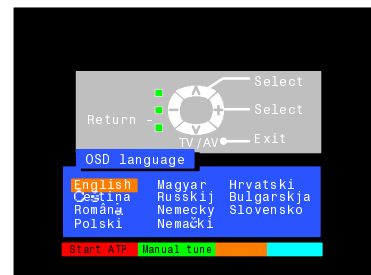 Select
Select
Return -
TV/AV
Exit
OSD language
English Magyar Hrvatski
Čeština Russkij Bulgarskja
Română Nemecky Slovensko
Polski Nemački
Start ATP Manual tune